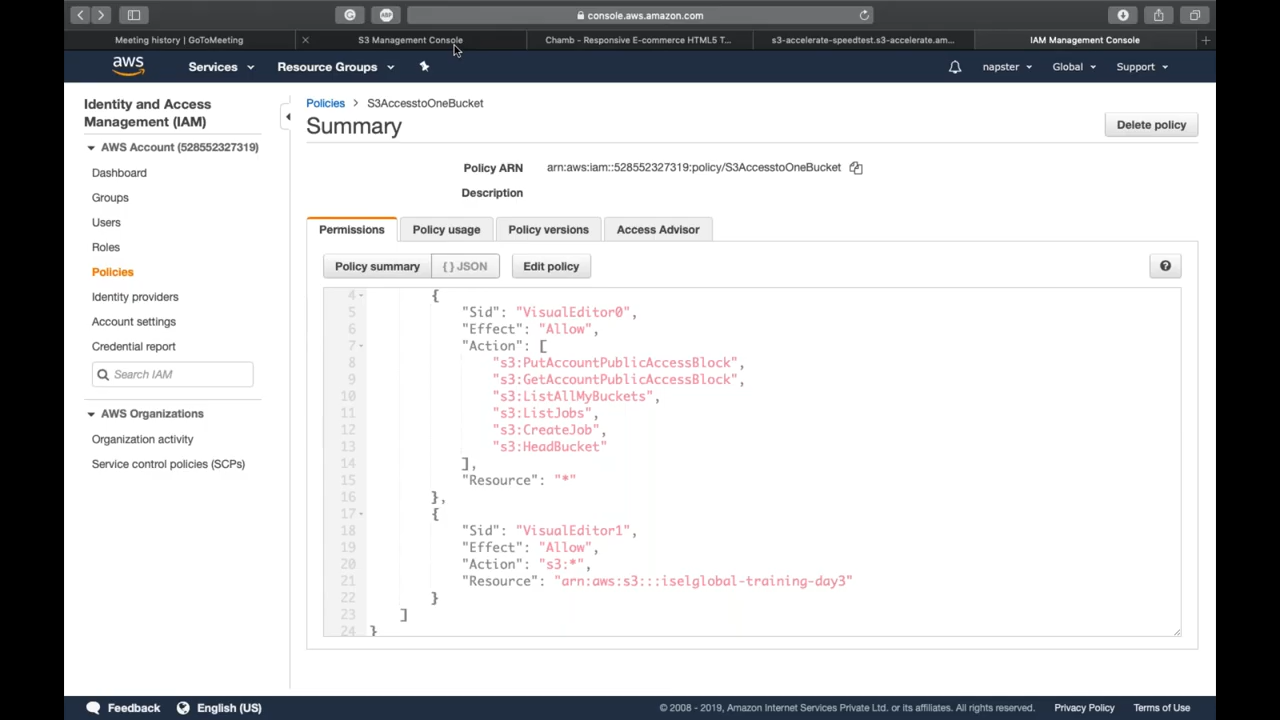 console.aws.amazon.com
Meeting history | GoToMeeting
S3 Management Console
Chamb - Responsive E-commerce HTML5 T...
s3-accelerate-speedtest.s3-accelerate.am...
IAM Management Console
aws
Services
Resource Groups
napster
Global
Support
Identity and Access
Management (IAM)
AWS Account (528552327319)
Dashboard
Groups
Users
Roles
Policies
Identity providers
Account settings
Credential report
Search IAM
AWS Organizations
Organization activity
Service control policies (SCPs)
Policies > S3AccesstoOneBucket
Summary
Delete policy
Policy ARN arn:aws:iam::528552327319:policy/S3AccesstoOneBucket
Description
Permissions
Policy usage
Policy versions
Access Advisor
Policy summary
{ } JSON
Edit policy
4 {
5 "Sid": "VisualEditor0",
6 "Effect": "Allow",
7 "Action": [
8 "s3:PutAccountPublicAccessBlock",
9 "s3:GetAccountPublicAccessBlock",
10 "s3:ListAllMyBuckets",
11 "s3:ListJobs",
12 "s3:CreateJob",
13 "s3:HeadBucket"
14 ],
15 "Resource": "*"
16 },
17 {
18 "Sid": "VisualEditor1",
19 "Effect": "Allow",
20 "Action": "s3:*",
21 "Resource": "arn:aws:s3:::iselglobal-training-day3"
22 }
23 ]
24 }
Feedback
English (US)
© 2008 - 2019, Amazon Internet Services Private Ltd. or its affiliates. All rights reserved.
Privacy Policy
Terms of Use